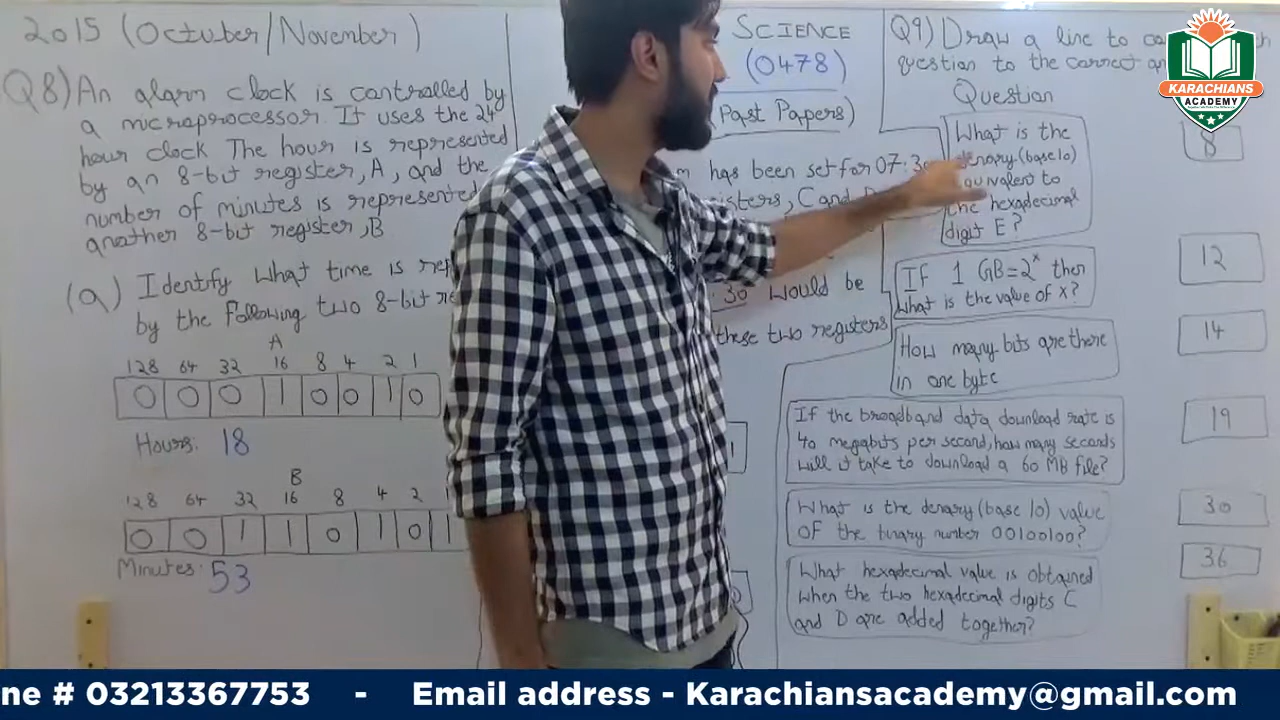 2015 (October/November)
Q8) An alarm clock is controlled by
a microprocessor. It uses the 24
hour clock The hour is represented
by an 8-bit register, A, and the
number of minutes is represented
another 8-bit register, B
(a) Identify what time is rep
by the following two 8-bit re
A
128 64 32 16 8 4 2 1
0 0 0 1 0 0 1 0
Hours: 18
B
128 64 32 16 8 4 2 1
0 0 1 1 0 1 0 1
Minutes: 53
SCIENCE
(0478)
(Past Papers)
m has been set for 07:30
isters, C and D
30 would be
these two registers
Q9) Draw a line to co
question to the correct an
Question
What is the
denary (base 10)
equivalent to
the hexadecimal
digit E?
If 1 GB=2ˣ then
what is the value of x?
How many bits are there
in one byte
If the broadband data download rate is
40 megabits per second, how many seconds
will it take to download a 60 MB file?
What is the denary (base 10) value
OF the binary number 00100100?
What hexadecimal value is obtained
when the two hexadecimal digits C
and D are added together?
8
12
14
19
30
36
KARACHIANS
ACADEMY
ne # 03213367753 - Email address - Karachiansacademy@gmail.com